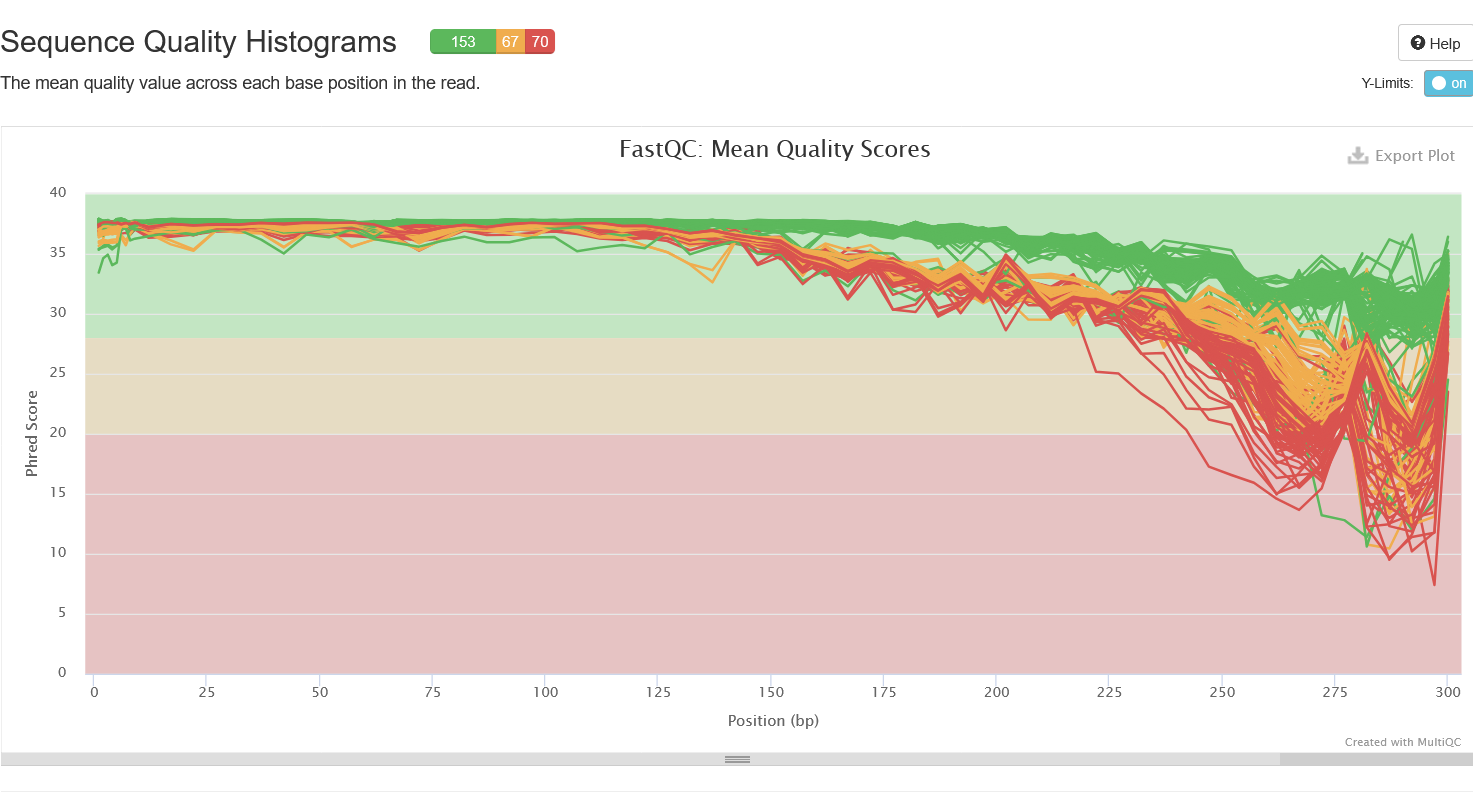 Sequence Quality Histograms 153 67 70
Help
The mean quality value across each base position in the read.
Y-Limits: on
FastQC: Mean Quality Scores
Export Plot
Phred Score
40
35
30
25
20
15
10
5
0
0 25 50 75 100 125 150 175 200 225 250 275 300
Position (bp)
Created with MultiQC